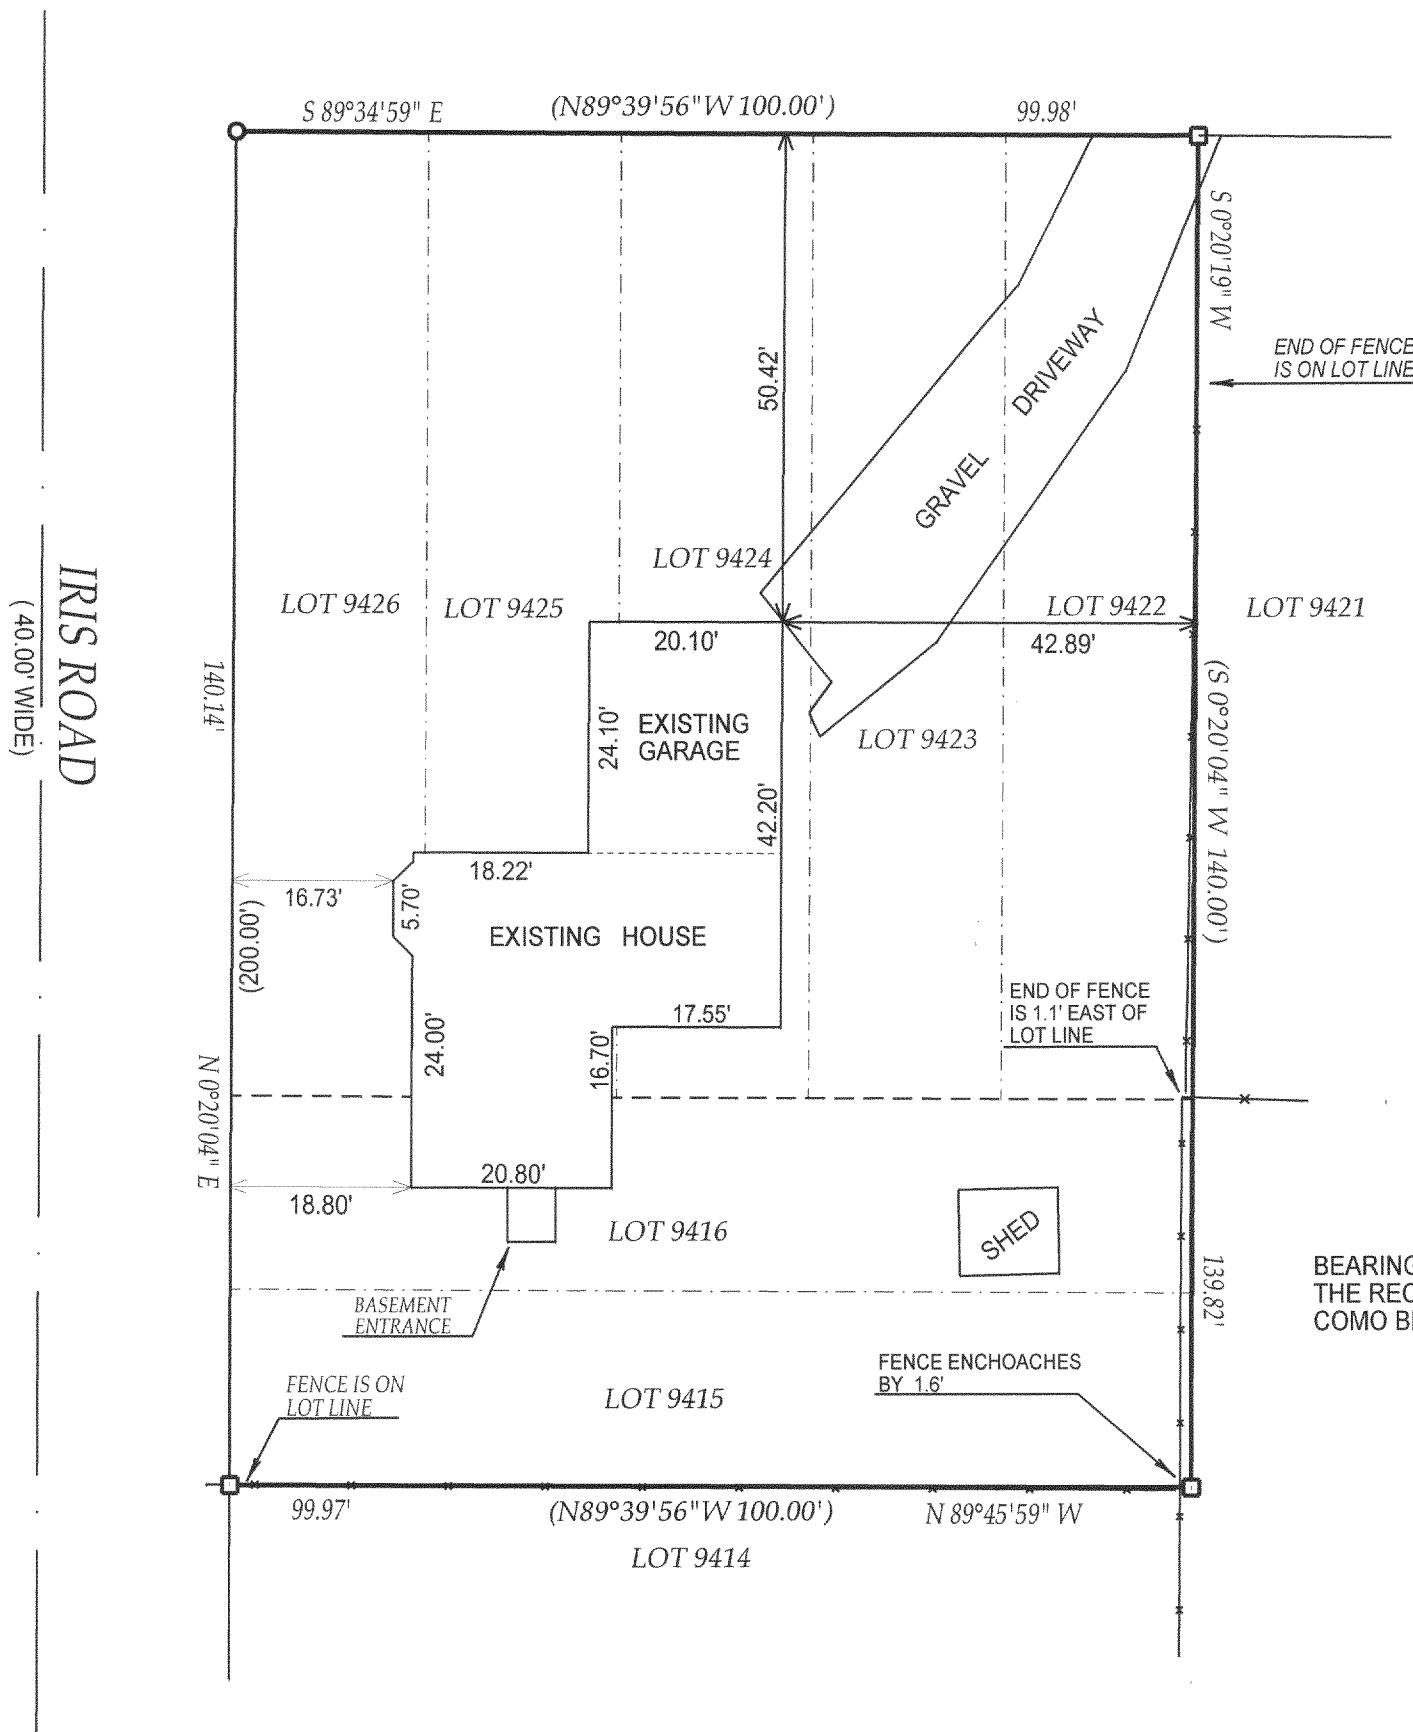 S 89°34'59" E
(N89°39'56"W 100.00')
99.98'
S 0°20'19" W
END OF FENCE
IS ON LOT LINE
50.42'
GRAVEL DRIVEWAY
LOT 9424
LOT 9426
LOT 9425
LOT 9422
LOT 9421
IRIS ROAD
( 40.00' WIDE)
20.10'
42.89'
140.14'
(S 0°20'04" W 140.00')
EXISTING
GARAGE
24.10'
LOT 9423
42.20'
18.22'
16.73'
5.70'
(200.00')
EXISTING HOUSE
END OF FENCE
IS 1.1' EAST OF
LOT LINE
17.55'
24.00'
16.70'
N 0°20'04" E
20.80'
18.80'
LOT 9416
SHED
139.82'
BEARING
THE REC
COMO B
BASEMENT
ENTRANCE
FENCE ENCHOACHES
BY 1.6'
FENCE IS ON
LOT LINE
LOT 9415
99.97'
(N89°39'56"W 100.00')
N 89°45'59" W
LOT 9414